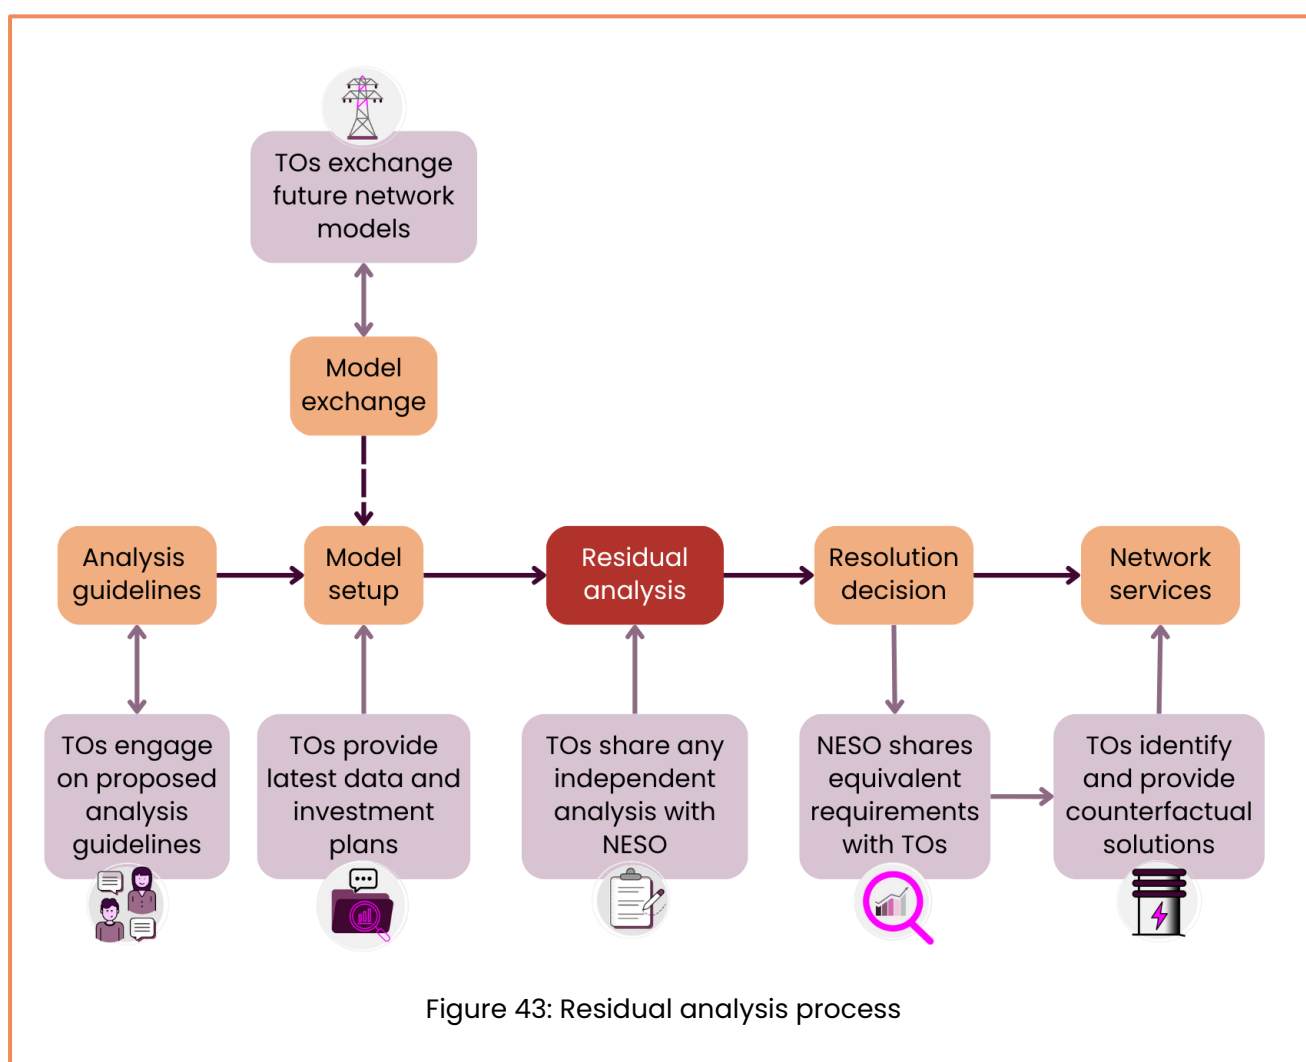 TOs exchange
future network
models
Model
exchange
Analysis
guidelines
Model
setup
Residual
analysis
Resolution
decision
Network
services
TOs engage
on proposed
analysis
guidelines
TOs provide
latest data and
investment
plans
TOs share any
independent
analysis with
NESO
NESO shares
equivalent
requirements
with TOs
TOs identify
and provide
counterfactual
solutions
Figure 43: Residual analysis process